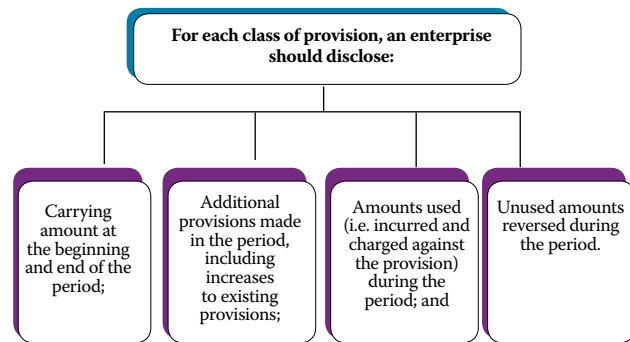 For each class of provision, an enterprise
should disclose:
Carrying
amount at
the beginning
and end of the
period;
Additional
provisions made
in the period,
including
increases
to existing
provisions;
Amounts used
(i.e. incurred and
charged against
the provision)
during the
period; and
Unused amounts
reversed during
the period.